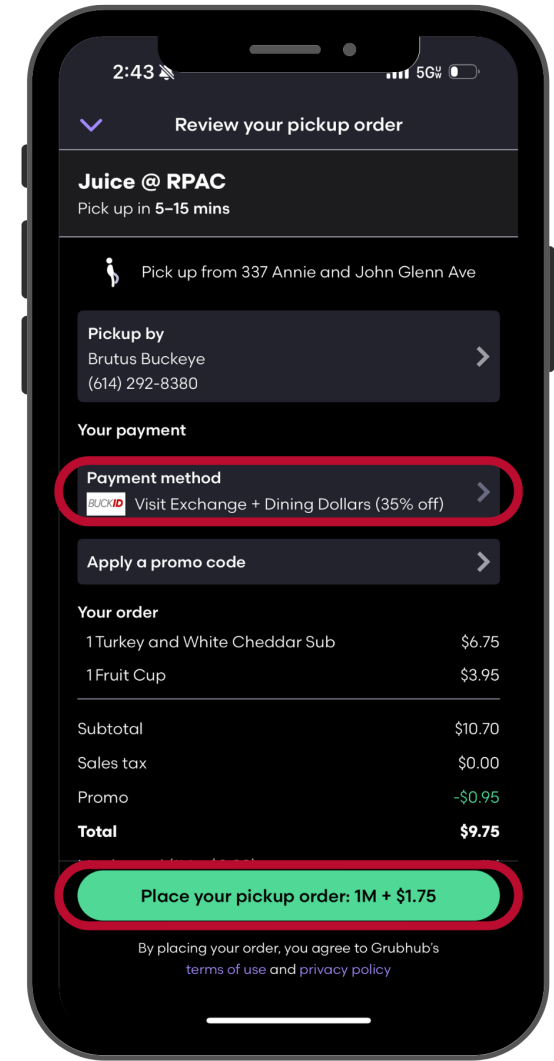 2:43
5G
Review your pickup order
Juice @ RPAC
Pick up in 5–15 mins
Pick up from 337 Annie and John Glenn Ave
Pickup by
Brutus Buckeye
(614) 292-8380
Your payment
Payment method
BUCKID Visit Exchange + Dining Dollars (35% off)
Apply a promo code
Your order
1 Turkey and White Cheddar Sub $6.75
1 Fruit Cup $3.95
Subtotal $10.70
Sales tax $0.00
Promo -$0.95
Total $9.75
Place your pickup order: 1M + $1.75
By placing your order, you agree to Grubhub's
terms of use and privacy policy